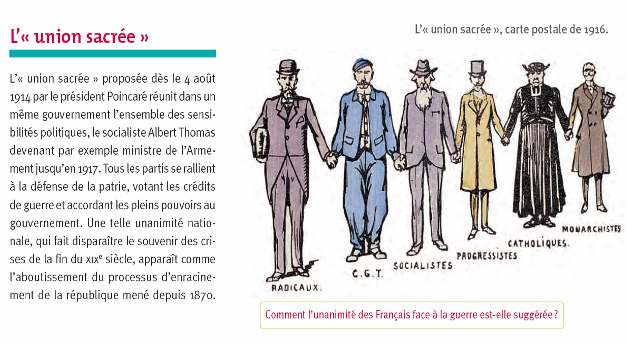 L'« union sacrée »
L'« union sacrée », carte postale de 1916.
L'« union sacrée » proposée dès le 4 août
1914 par le président Poincaré réunit dans un
même gouvernement l'ensemble des sensi-
bilités politiques, le socialiste Albert Thomas
devenant par exemple ministre de l'Arme-
ment jusqu'en 1917. Tous les partis se rallient
à la défense de la patrie, votant les crédits
de guerre et accordant les pleins pouvoirs au
gouvernement. Une telle unanimité natio-
nale, qui fait disparaître le souvenir des cri-
ses de la fin du XIXe siècle, apparaît comme
l'aboutissement du processus d'enracine-
ment de la république mené depuis 1870.
RADICAUX.
C.G.T.
SOCIALISTES.
PROGRESSISTES.
CATHOLIQUES.
MONARCHISTES
Comment l'unanimité des Français face à la guerre est-elle suggérée ?